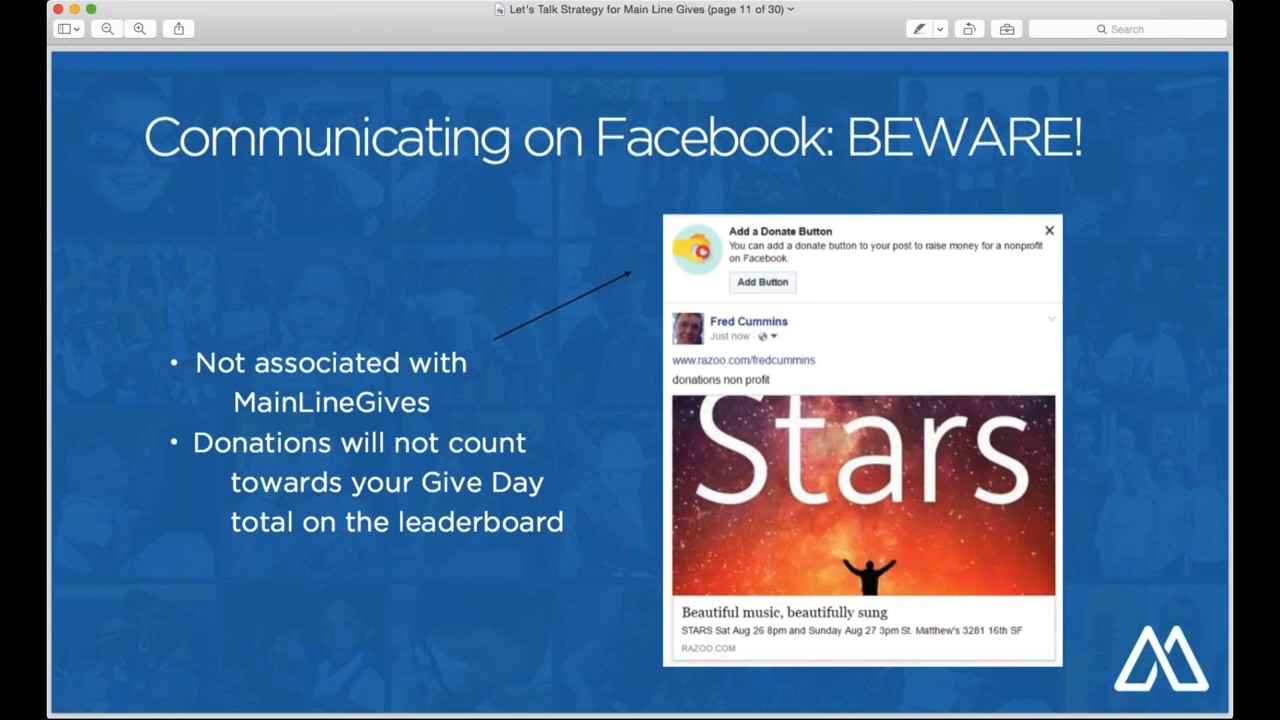 Let's Talk Strategy for Main Line Gives (page 11 of 30)
Search
Communicating on Facebook: BEWARE!
• Not associated with
MainLineGives
• Donations will not count
towards your Give Day
total on the leaderboard
Add a Donate Button
You can add a donate button to your post to raise money for a nonprofit
on Facebook.
Add Button
Fred Cummins
Just now
www.razoo.com/fredcummins
donations non profit
Stars
Beautiful music, beautifully sung
STARS Sat Aug 26 8pm and Sunday Aug 27 3pm St. Matthew's 3281 16th SF
RAZOO.COM